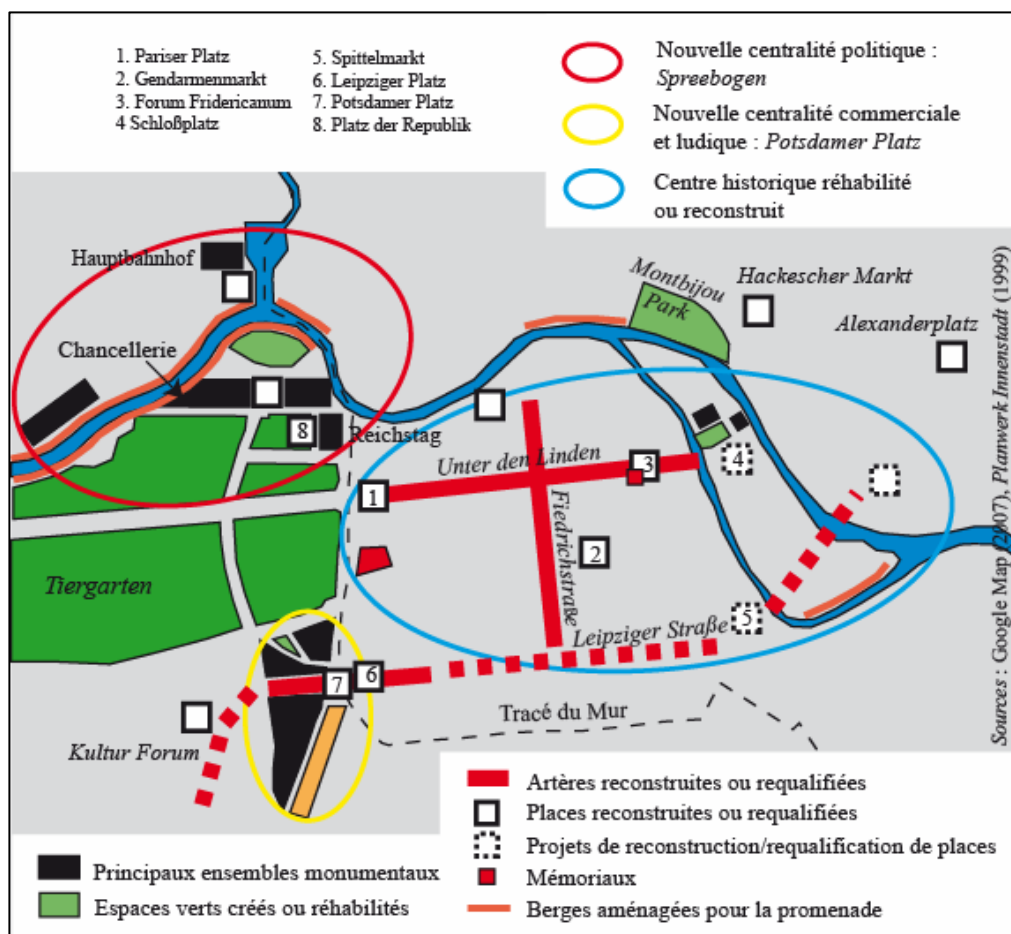 1. Pariser Platz
2. Gendarmenmarkt
3. Forum Fridericanum
4 Schloßplatz
5. Spittelmarkt
6. Leipziger Platz
7. Potsdamer Platz
8. Platz der Republik
Nouvelle centralité politique :
Spreebogen
Nouvelle centralité commerciale
et ludique : Potsdamer Platz
Centre historique réhabilité
ou reconstruit
Hauptbahnhof
Chancellerie
8
Reichstag
Montbijou
Park
Hackescher Markt
Alexanderplatz
Unter den Linden
3
4
1
Fiedrichstraße
2
Tiergarten
5
Leipziger Straße
6
7
Tracé du Mur
Kultur Forum
Sources : Google Map (2007), Planwerk Innenstadt (1999)
Artères reconstruites ou requalifiées
Places reconstruites ou requalifiées
Projets de reconstruction/requalification de places
Mémoriaux
Berges aménagées pour la promenade
Principaux ensembles monumentaux
Espaces verts créés ou réhabilités